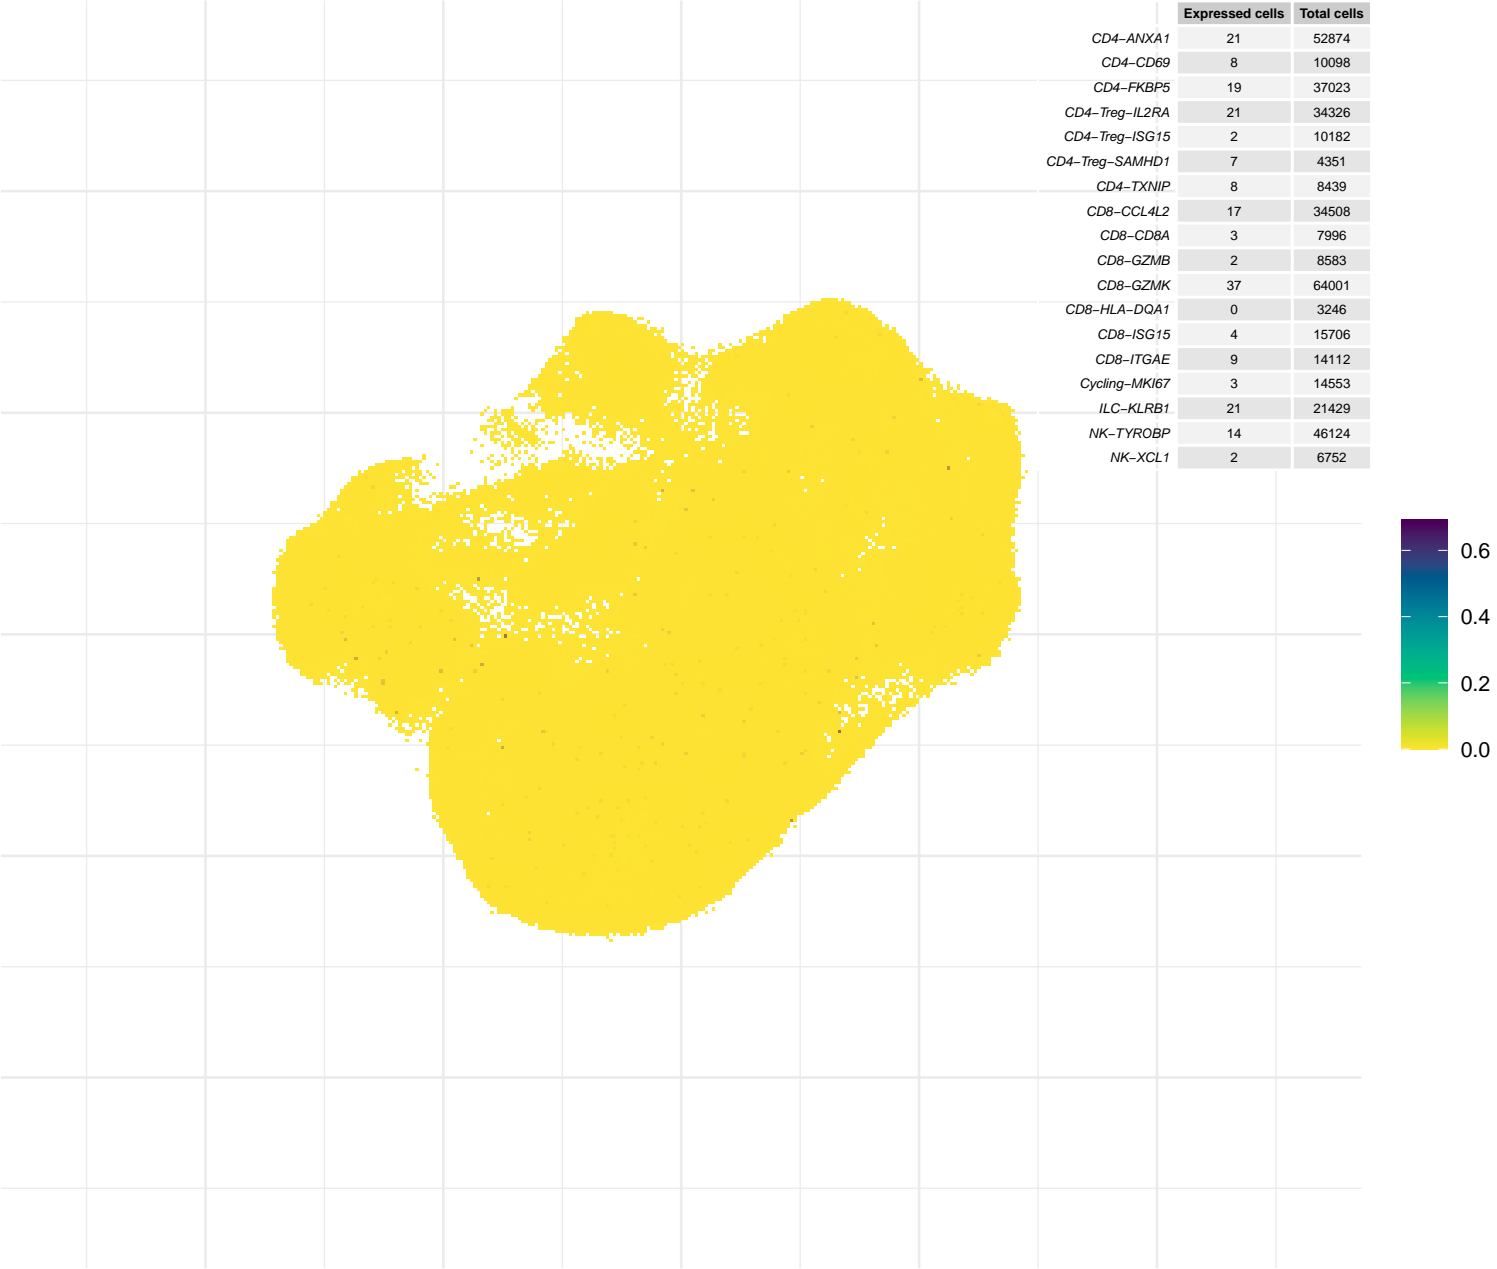 Expressed cells Total cells
CD4−ANXA1 21 52874
CD4−CD69 8 10098
CD4−FKBP5 19 37023
CD4−Treg−IL2RA 21 34326
CD4−Treg−ISG15 2 10182
CD4−Treg−SAMHD1 7 4351
CD4−TXNIP 8 8439
CD8−CCL4L2 17 34508
CD8−CD8A 3 7996
CD8−GZMB 2 8583
CD8−GZMK 37 64001
CD8−HLA−DQA1 0 3246
CD8−ISG15 4 15706
CD8−ITGAE 9 14112
Cycling−MKI67 3 14553
ILC−KLRB1 21 21429
NK−TYROBP 14 46124
NK−XCL1 2 6752
0.6
0.4
0.2
0.0